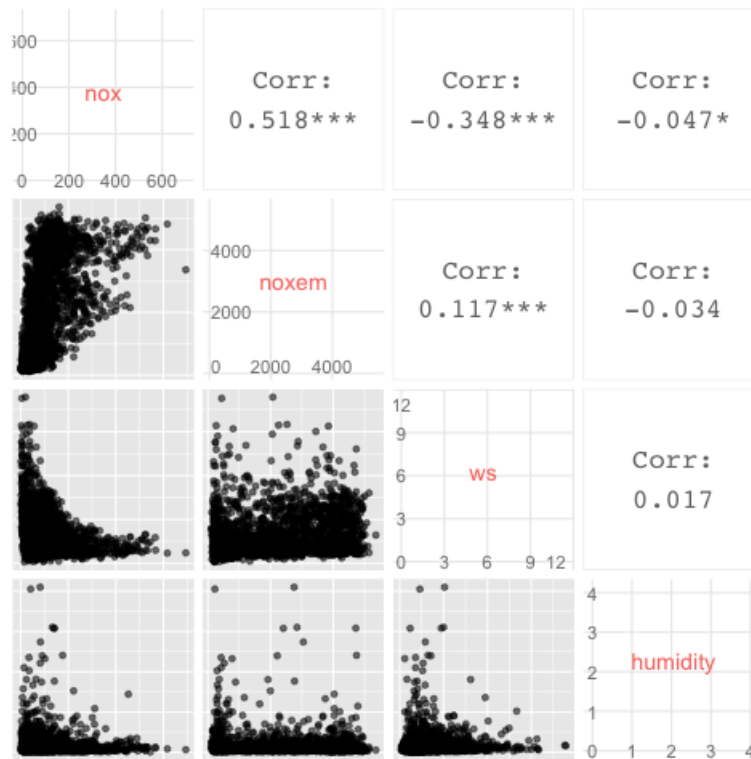 600
400
nox
200
0 200 400 600
Corr:
0.518***
Corr:
-0.348***
Corr:
-0.047*
4000
noxem
2000
0 2000 4000
Corr:
0.117***
Corr:
-0.034
12
9
6
ws
3
0 3 6 9 12
Corr:
0.017
4
3
humidity
2
1
0 1 2 3 4